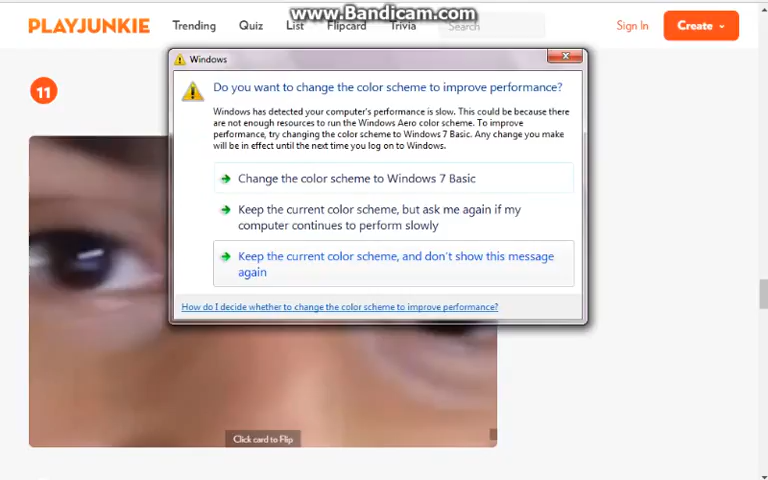 www.Bandicam.com
PLAYJUNKIE Trending Quiz List Flipcard Trivia Search Sign In Create
11
Windows
Do you want to change the color scheme to improve performance?
Windows has detected your computer's performance is slow. This could be because there
are not enough resources to run the Windows Aero color scheme. To improve
performance, try changing the color scheme to Windows 7 Basic. Any change you make
will be in effect until the next time you log on to Windows.
Change the color scheme to Windows 7 Basic
Keep the current color scheme, but ask me again if my
computer continues to perform slowly
Keep the current color scheme, and don't show this message
again
How do I decide whether to change the color scheme to improve performance?
Click card to Flip